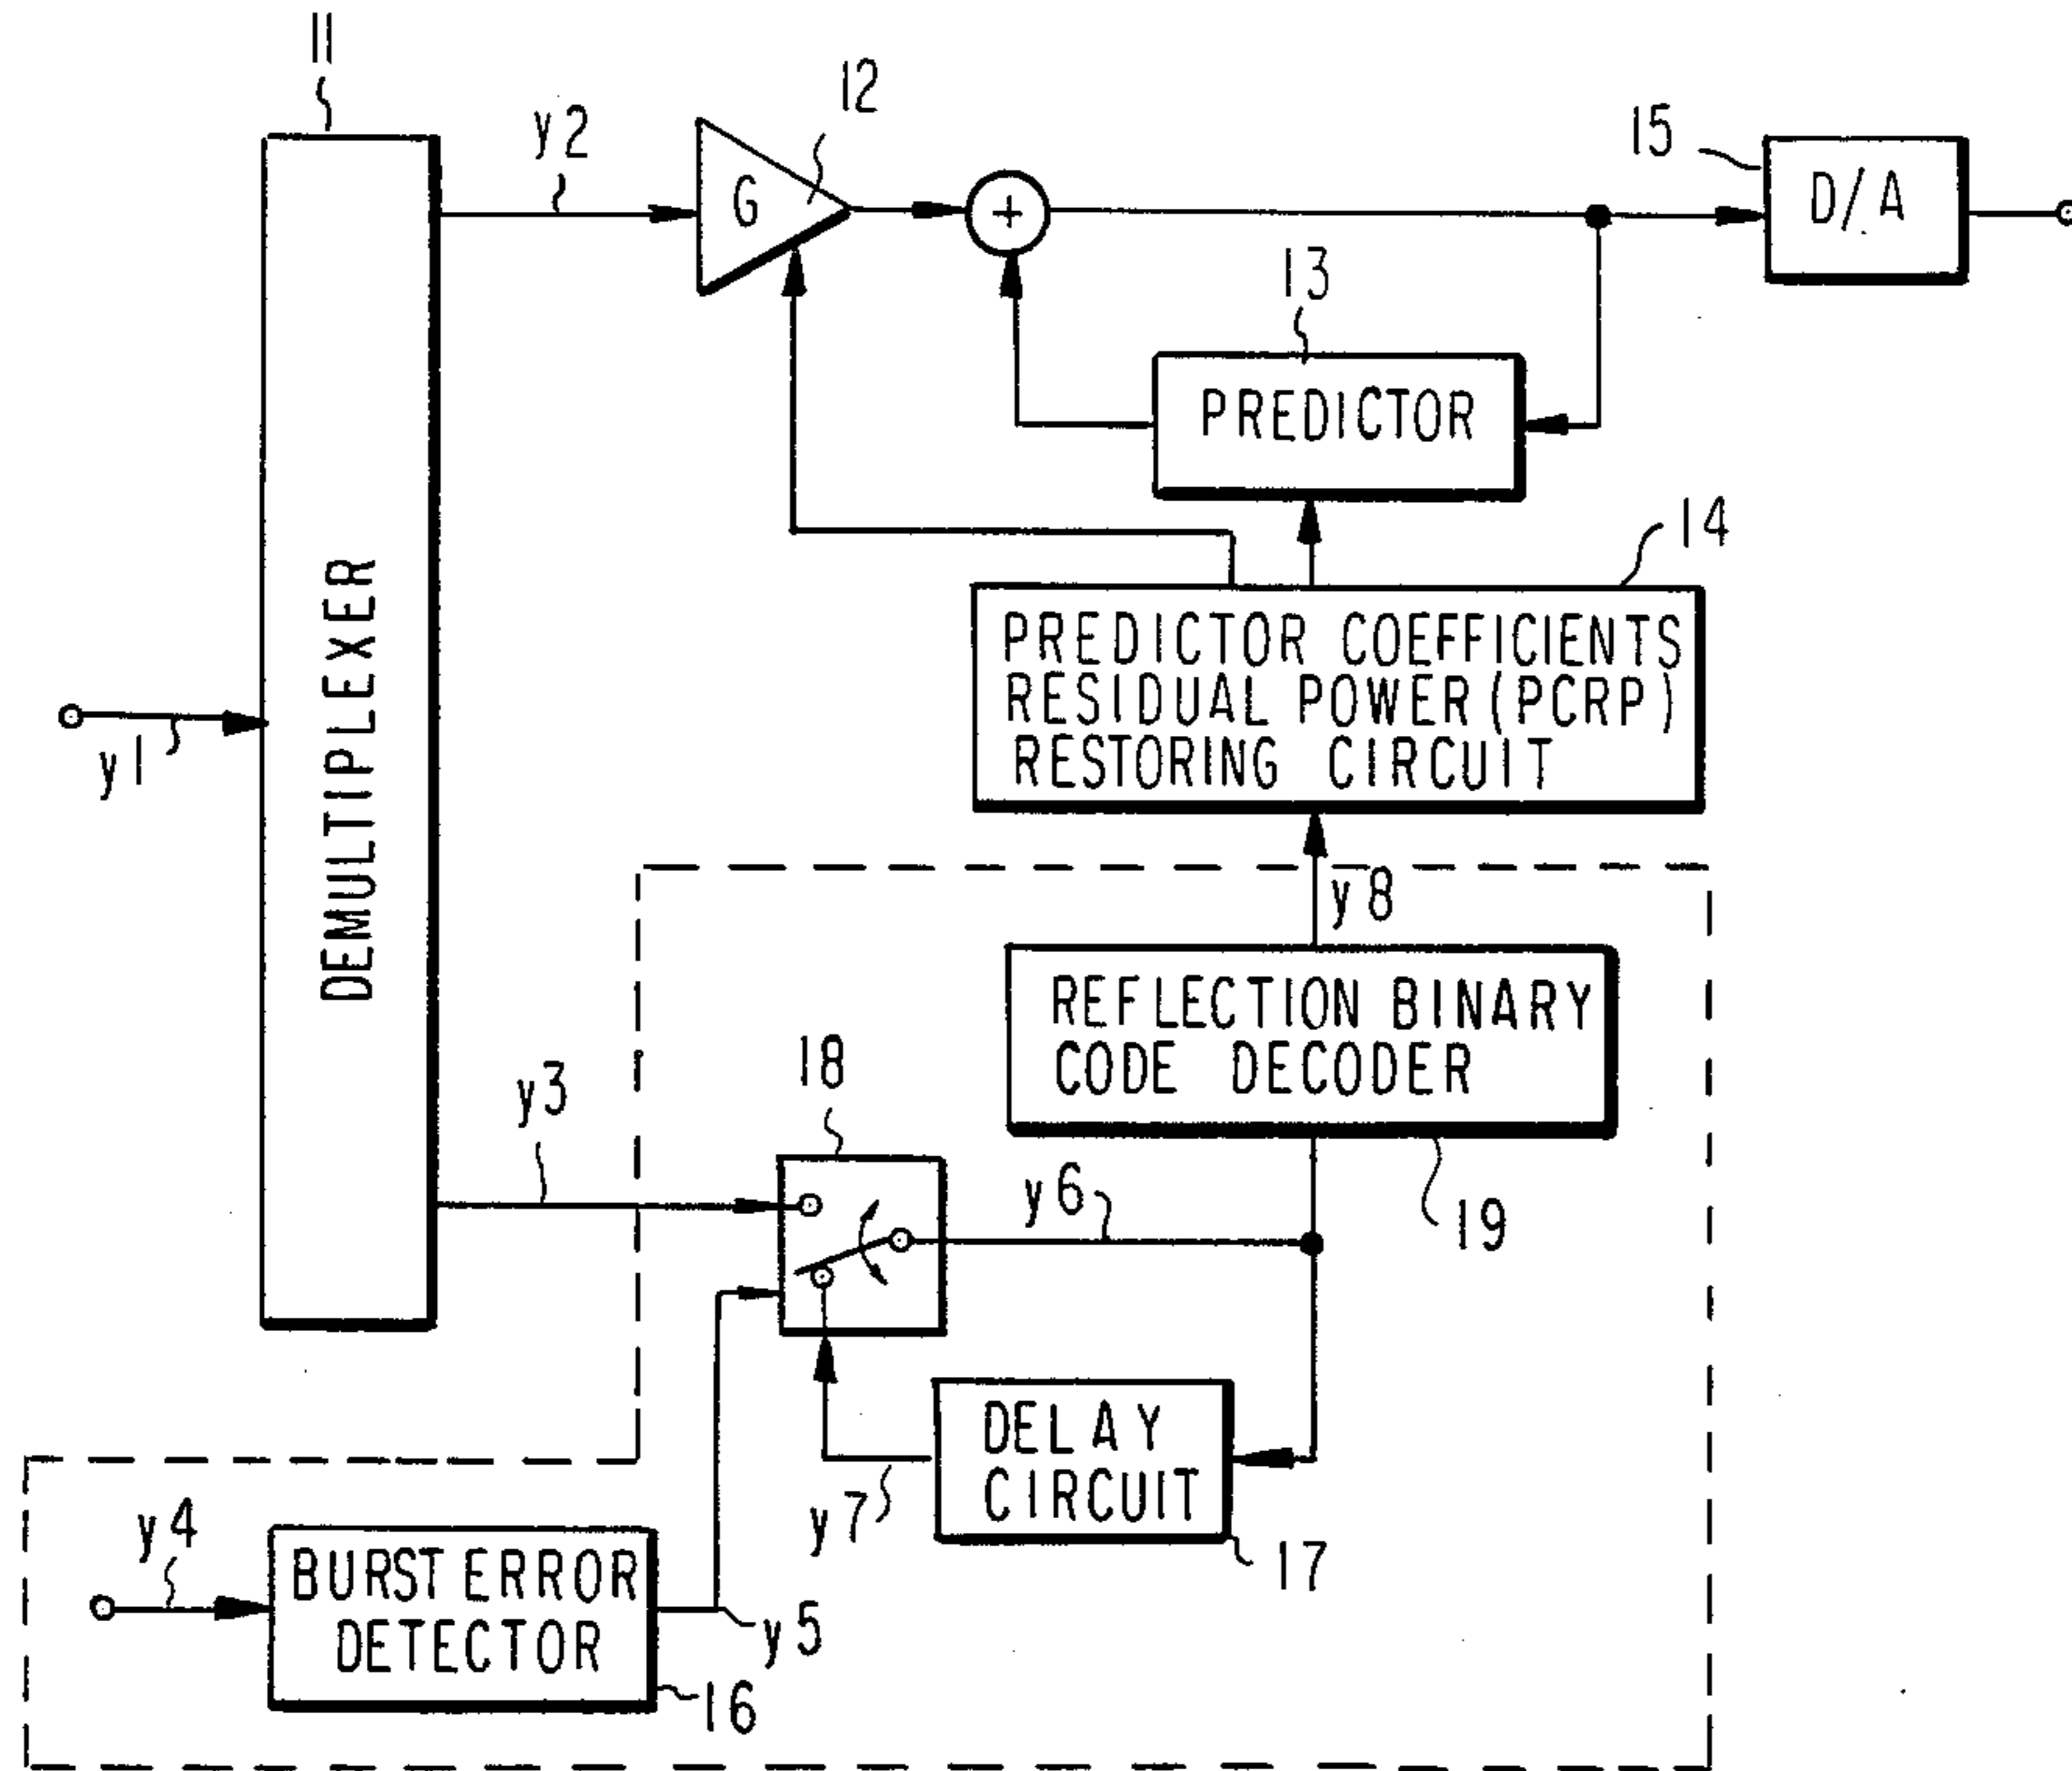 11
y2
12
G
+
15
D/A
13
PREDICTOR
14
PREDICTOR COEFFICIENTS
RESIDUAL POWER (PCRP)
RESTORING CIRCUIT
y1
DEMULTIPLEXER
y8
REFLECTION BINARY
CODE DECODER
19
y3
18
y6
DELAY
CIRCUIT
17
y7
y4
BURST ERROR
DETECTOR
y5
16